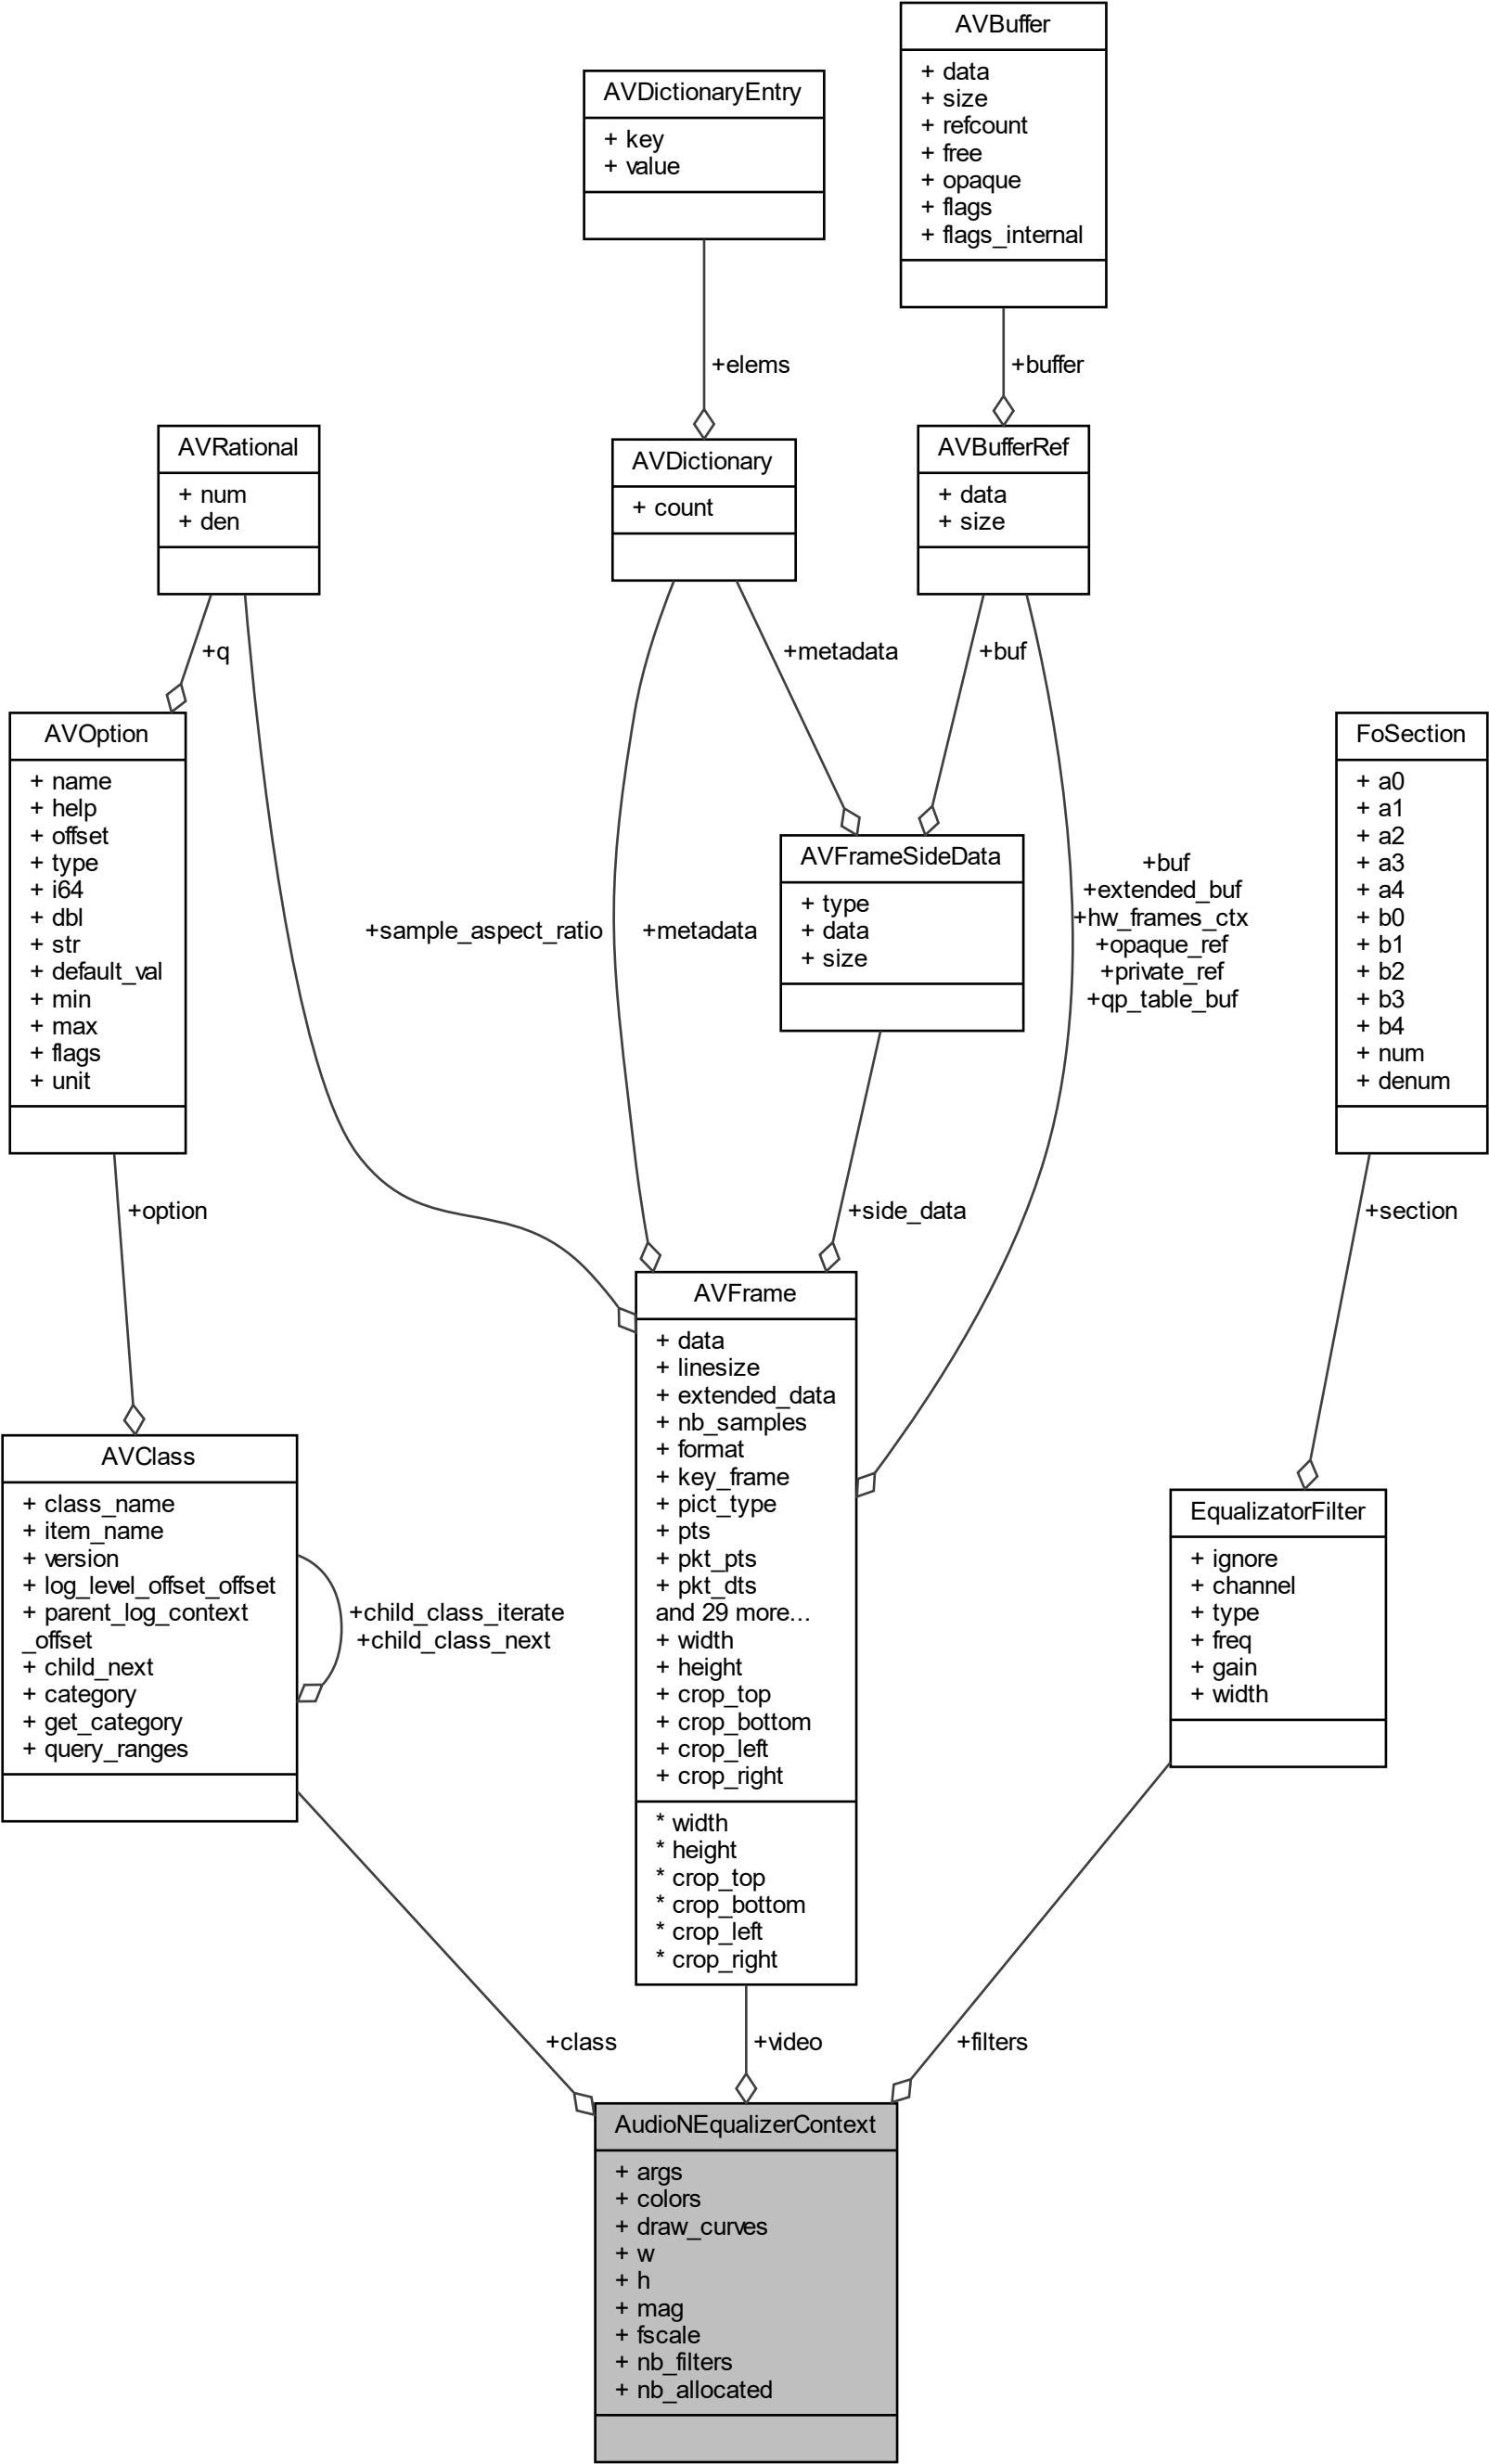 AVBuffer
+ data
+ size
+ refcount
+ free
+ opaque
+ flags
+ flags_internal
AVDictionaryEntry
+ key
+ value
+elems
+buffer
AVRational
+ num
+ den
AVDictionary
+ count
AVBufferRef
+ data
+ size
+q
+metadata
+buf
AVOption
+ name
+ help
+ offset
+ type
+ i64
+ dbl
+ str
+ default_val
+ min
+ max
+ flags
+ unit
+sample_aspect_ratio
+metadata
AVFrameSideData
+ type
+ data
+ size
+buf
+extended_buf
+hw_frames_ctx
+opaque_ref
+private_ref
+qp_table_buf
FoSection
+ a0
+ a1
+ a2
+ a3
+ a4
+ b0
+ b1
+ b2
+ b3
+ b4
+ num
+ denum
+option
+side_data
+section
AVClass
+ class_name
+ item_name
+ version
+ log_level_offset_offset
+ parent_log_context
_offset
+ child_next
+ category
+ get_category
+ query_ranges
+child_class_iterate
+child_class_next
AVFrame
+ data
+ linesize
+ extended_data
+ nb_samples
+ format
+ key_frame
+ pict_type
+ pts
+ pkt_pts
+ pkt_dts
and 29 more...
+ width
+ height
+ crop_top
+ crop_bottom
+ crop_left
+ crop_right
* width
* height
* crop_top
* crop_bottom
* crop_left
* crop_right
EqualizatorFilter
+ ignore
+ channel
+ type
+ freq
+ gain
+ width
+class
+video
+filters
AudioNEqualizerContext
+ args
+ colors
+ draw_curves
+ w
+ h
+ mag
+ fscale
+ nb_filters
+ nb_allocated